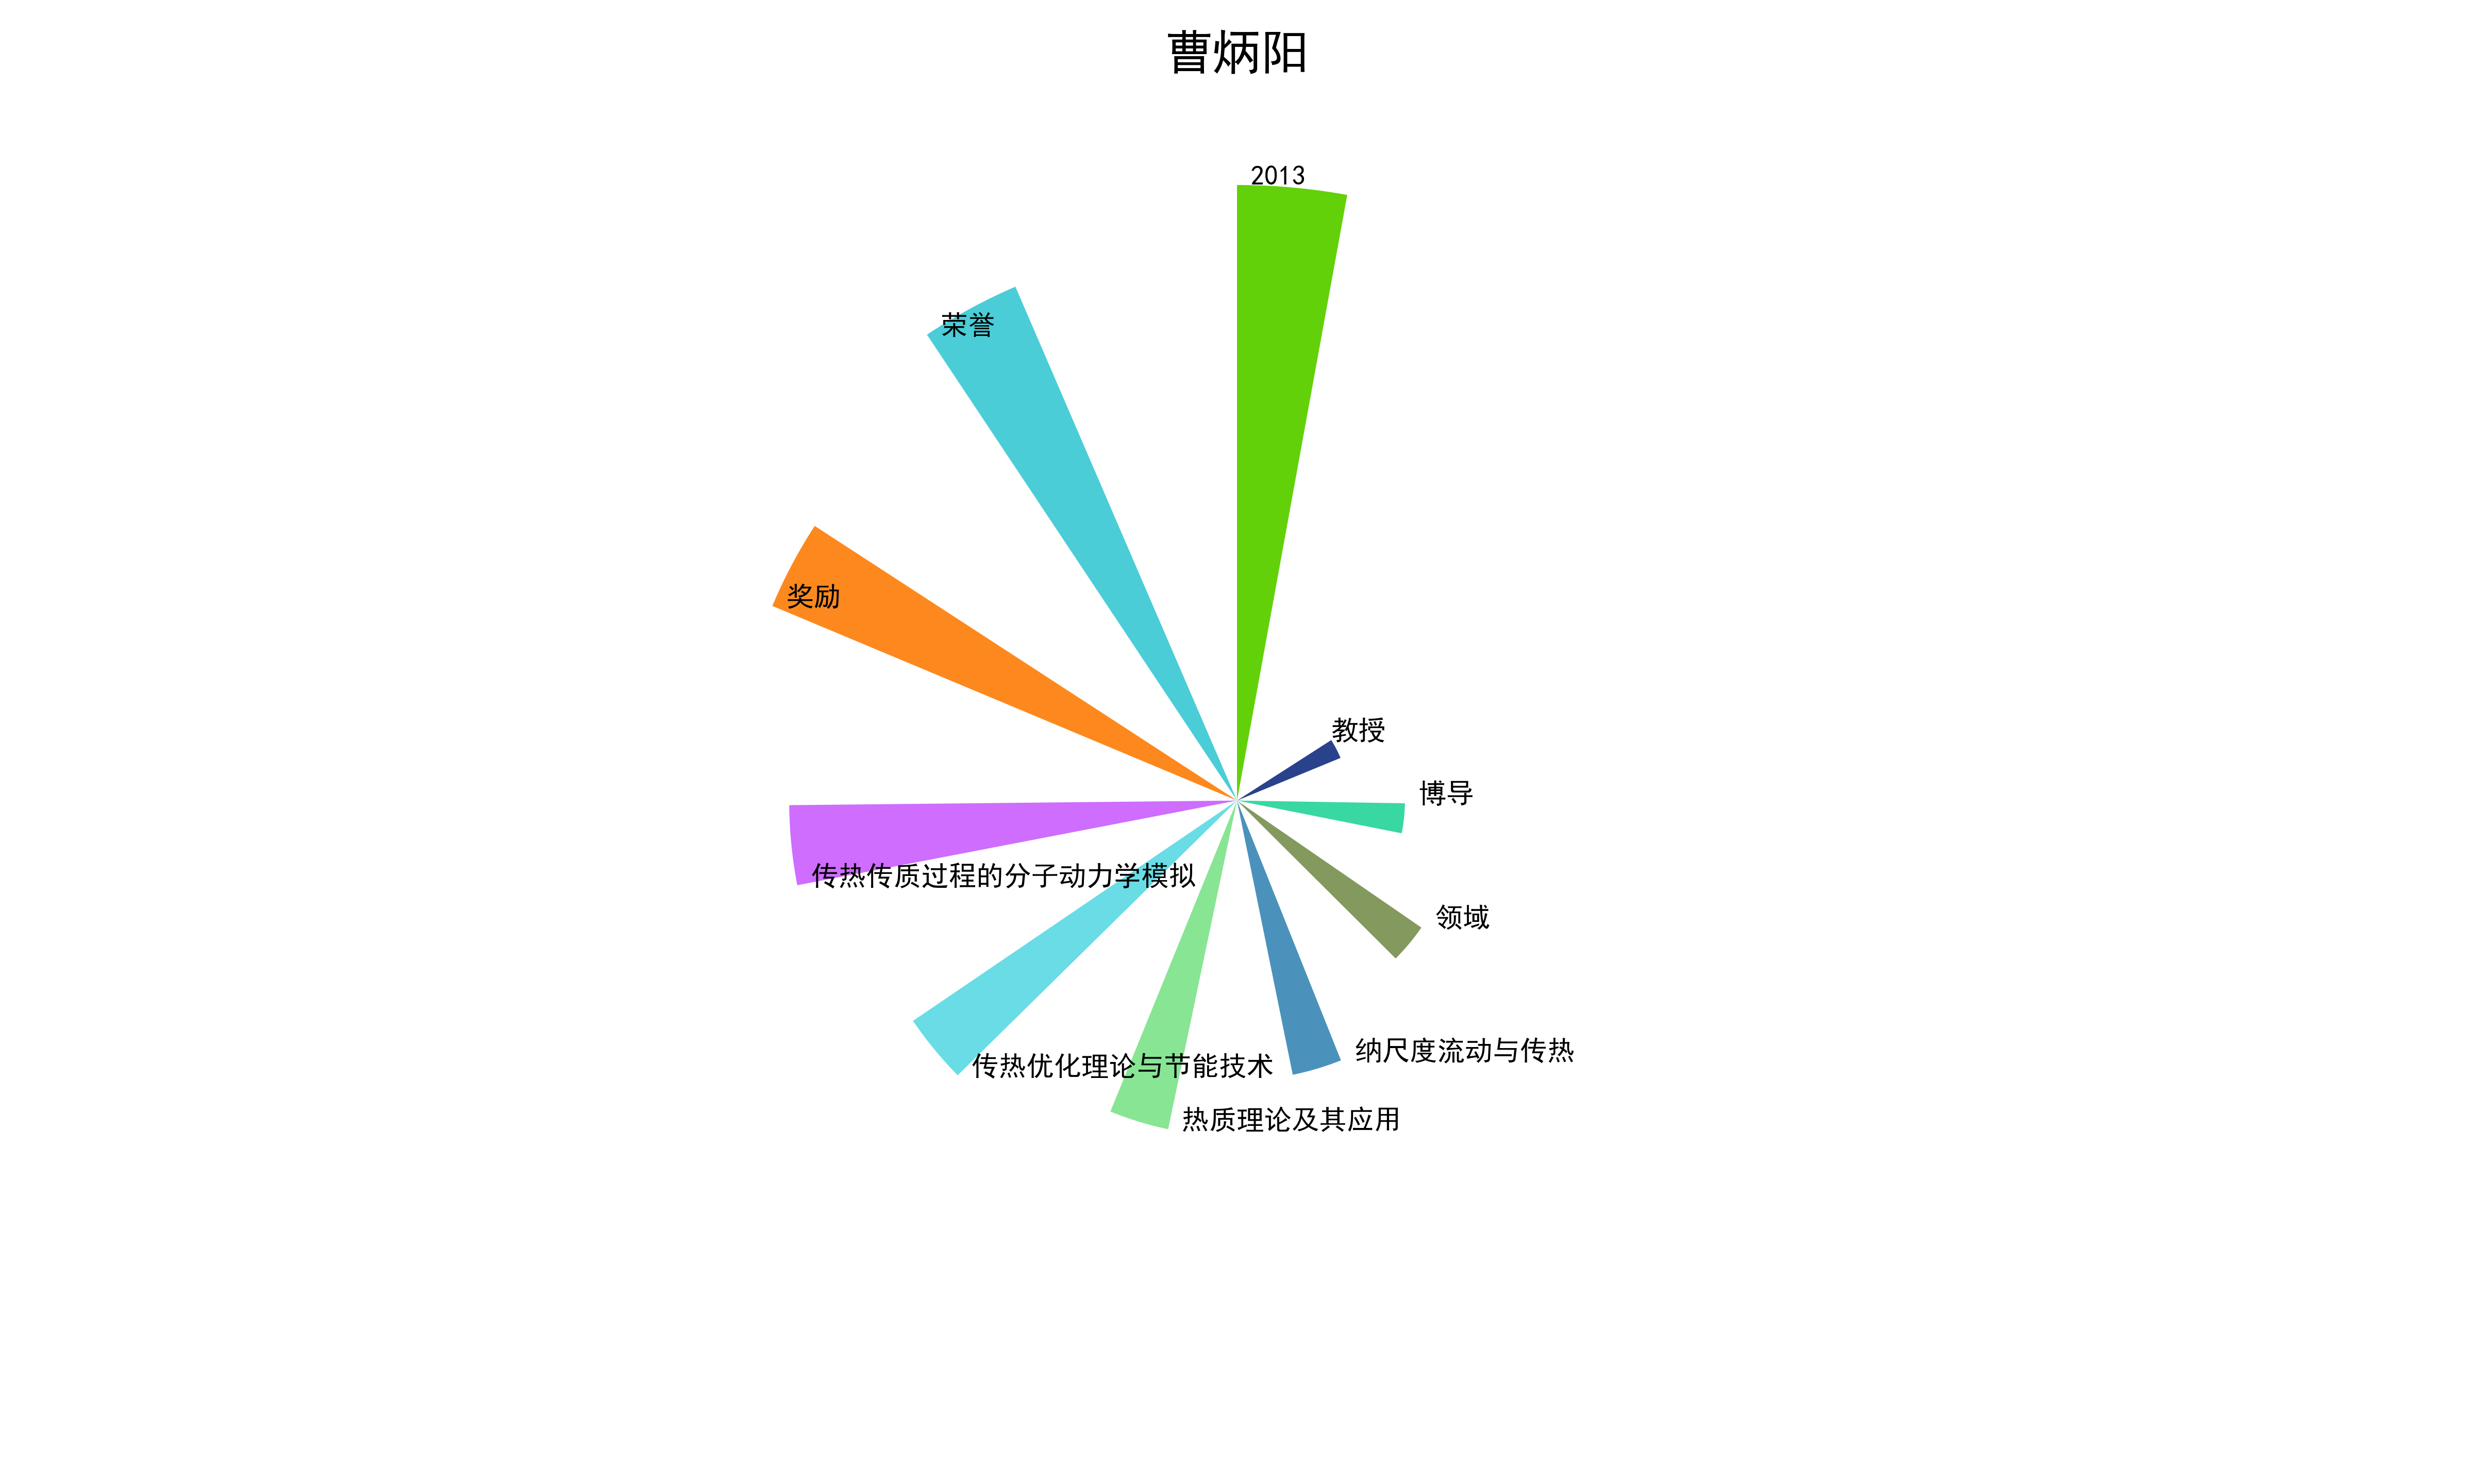 曹炳阳
2013
荣誉
奖励
教授
博导
传热传质过程的分子动力学模拟
领域
纳尺度流动与传热
传热优化理论与节能技术
热质理论及其应用